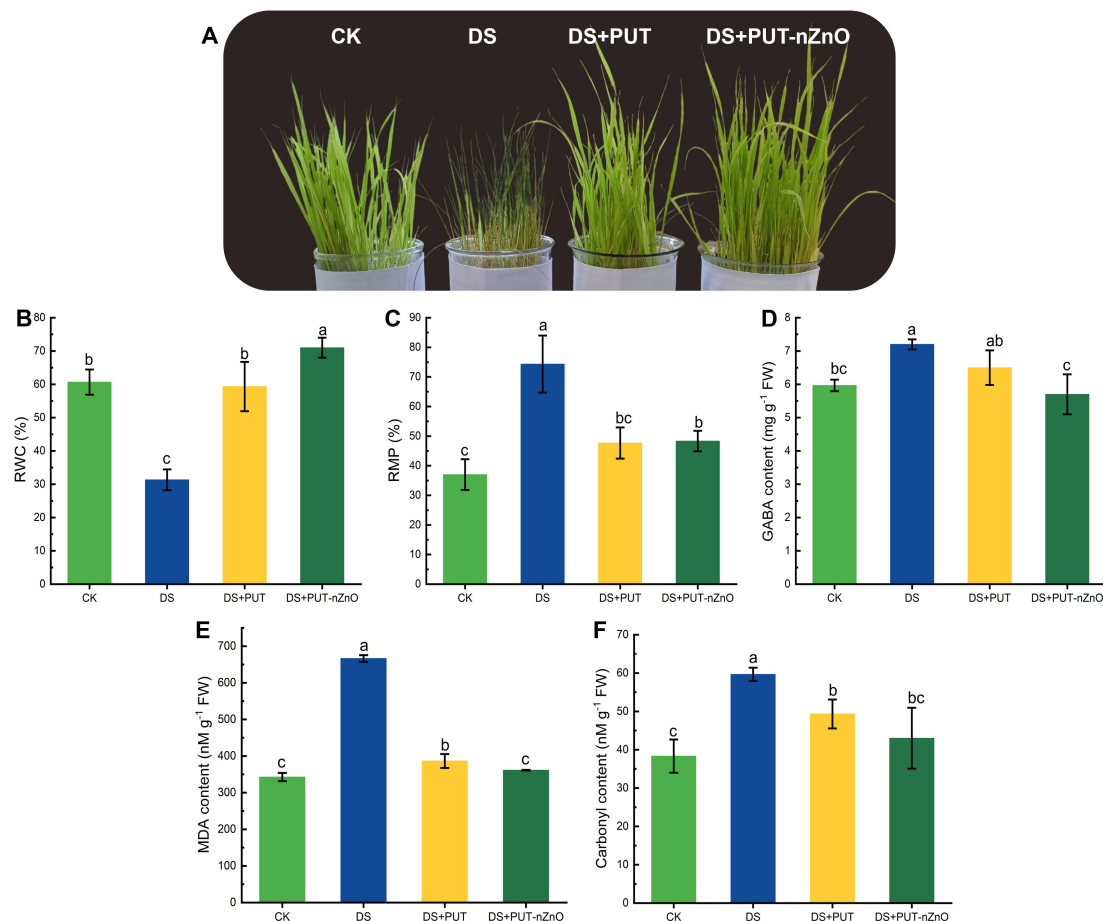 A
CK DS DS+PUT DS+PUT-nZnO
B
RWC (%)
80
70
60
50
40
30
20
10
0
b
c
b
a
CK DS DS+PUT DS+PUT-nZnO
C
RMP (%)
90
80
70
60
50
40
30
20
10
0
c
a
bc
b
CK DS DS+PUT DS+PUT-nZnO
D
GABA content (mg g⁻¹ FW)
8
7
6
5
4
3
2
1
0
bc
a
ab
c
CK DS DS+PUT DS+PUT-nZnO
E
MDA content (nM g⁻¹ FW)
700
600
500
400
300
200
100
000
c
a
b
c
CK DS DS+PUT DS+PUT-nZnO
F
Carbonyl content (nM g⁻¹ FW)
70
60
50
40
30
20
10
0
c
a
b
bc
CK DS DS+PUT DS+PUT-nZnO